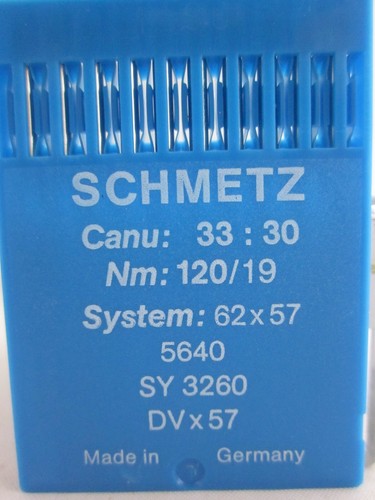 SCHMETZ
Canu: 33 : 30
Nm: 120/19
System: 62 x 57
5640
SY 3260
DV x 57
Made in Germany